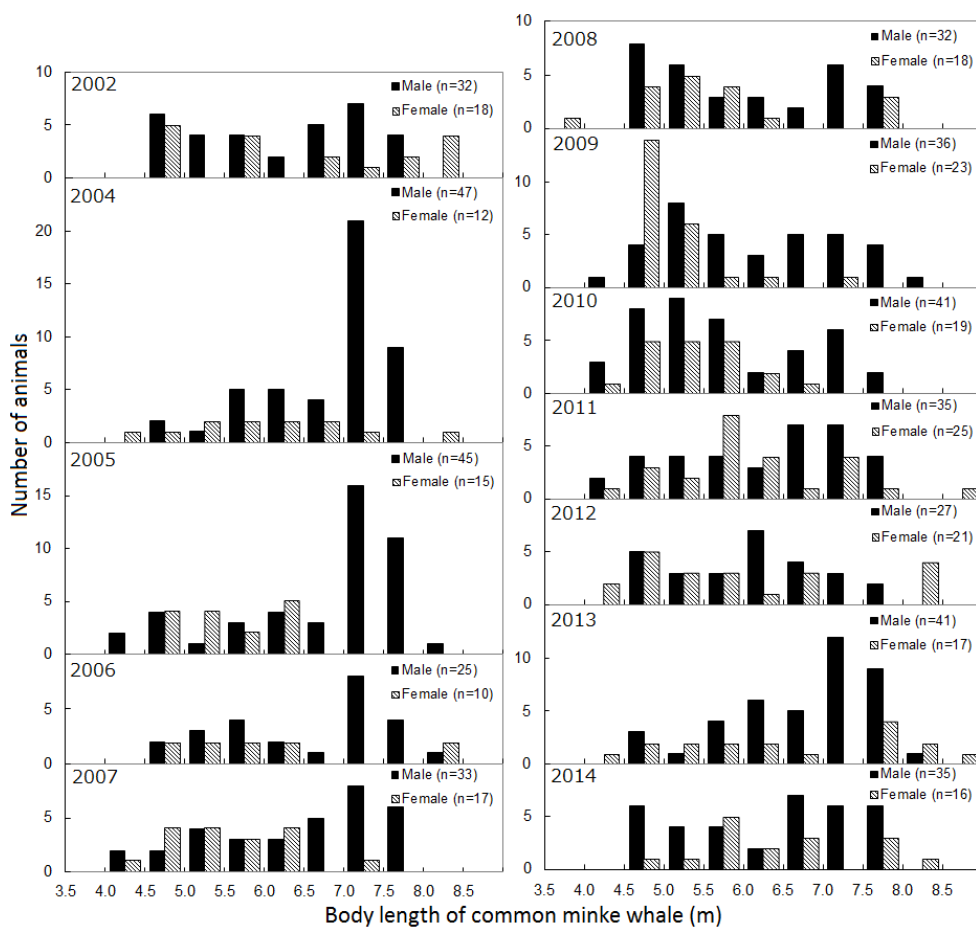 Number of animals
2002
Male (n=32)
Female (n=18)
10
5
0
2004
Male (n=47)
Female (n=12)
20
15
10
5
0
2005
Male (n=45)
Female (n=15)
15
10
5
0
2006
Male (n=25)
Female (n=10)
5
0
2007
Male (n=33)
Female (n=17)
5
0
3.5 4.0 4.5 5.0 5.5 6.0 6.5 7.0 7.5 8.0 8.5
2008
Male (n=32)
Female (n=18)
10
5
0
2009
Male (n=36)
Female (n=23)
10
5
0
2010
Male (n=41)
Female (n=19)
5
0
2011
Male (n=35)
Female (n=25)
5
0
2012
Male (n=27)
Female (n=21)
5
0
2013
Male (n=41)
Female (n=17)
10
5
0
2014
Male (n=35)
Female (n=16)
5
0
3.5 4.0 4.5 5.0 5.5 6.0 6.5 7.0 7.5 8.0 8.5
Body length of common minke whale (m)